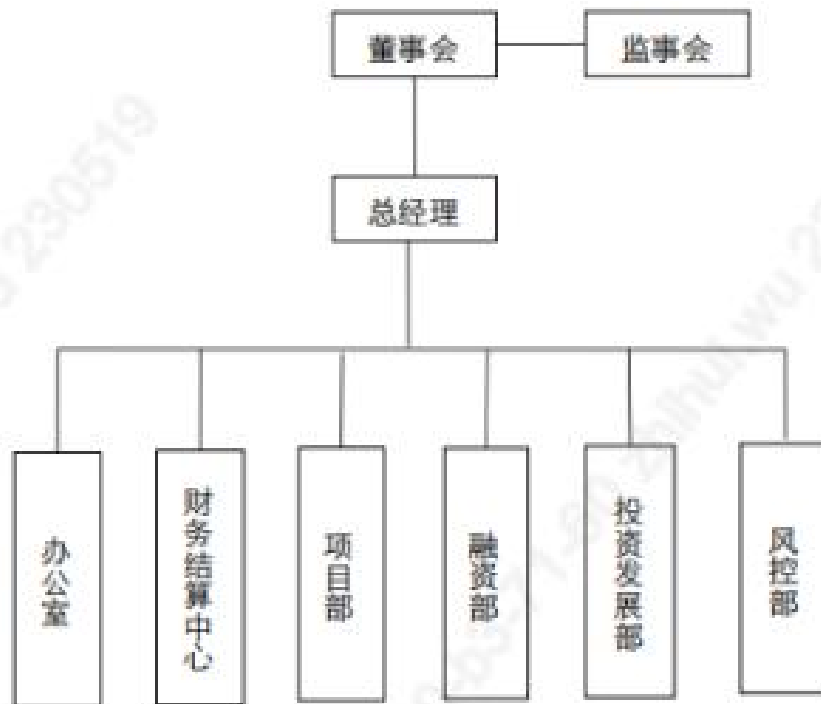 董事会
监事会
总经理
办公室
财务结算中心
项目部
融资部
投资发展部
风控部
230519